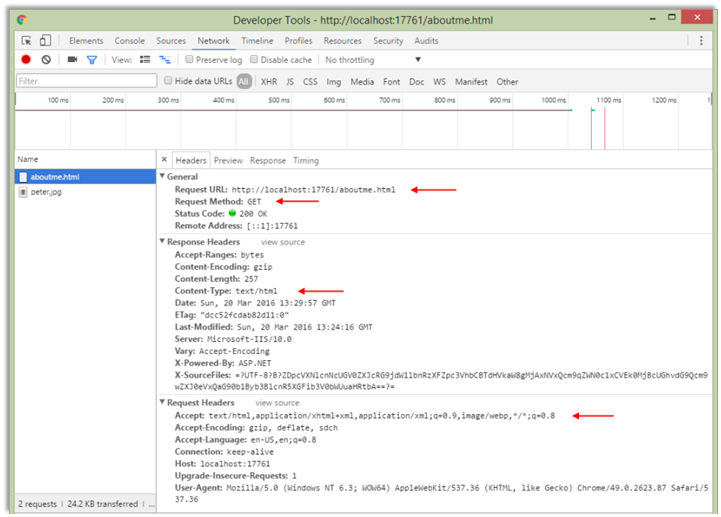 Developer Tools - http://localhost:17761/aboutme.html
Elements Console Sources Network Timeline Profiles Resources Security Audits
View: Preserve log Disable cache No throttling
Filter Hide data URLs All XHR JS CSS Img Media Font Doc WS Manifest Other
100 ms 200 ms 300 ms 400 ms 500 ms 600 ms 700 ms 800 ms 900 ms 1000 ms 1100 ms 1200 ms
Name Headers Preview Response Timing
aboutme.html
peter.jpg
General
Request URL: http://localhost:17761/aboutme.html
Request Method: GET
Status Code: 200 OK
Remote Address: [::1]:17761
Response Headers view source
Accept-Ranges: bytes
Content-Encoding: gzip
Content-Length: 257
Content-Type: text/html
Date: Sun, 20 Mar 2016 13:29:57 GMT
ETag: "dcc52fcdab82d11:0"
Last-Modified: Sun, 20 Mar 2016 13:24:16 GMT
Server: Microsoft-IIS/10.0
Vary: Accept-Encoding
X-Powered-By: ASP.NET
X-SourceFiles:
Request Headers view source
Accept: text/html,application/xhtml+xml,application/xml;q=0.9,image/webp,*/*;q=0.8
Accept-Encoding: gzip, deflate, sdch
Accept-Language: en-US,en;q=0.8
Connection: keep-alive
Host: localhost:17761
Upgrade-Insecure-Requests: 1
User-Agent: Mozilla/5.0 (Windows NT 6.3; WOW64) AppleWebKit/537.36 (KHTML, like Gecko) Chrome/49.0.2623.87 Safari/5
37.36
2 requests | 24.2 KB transferred | ...